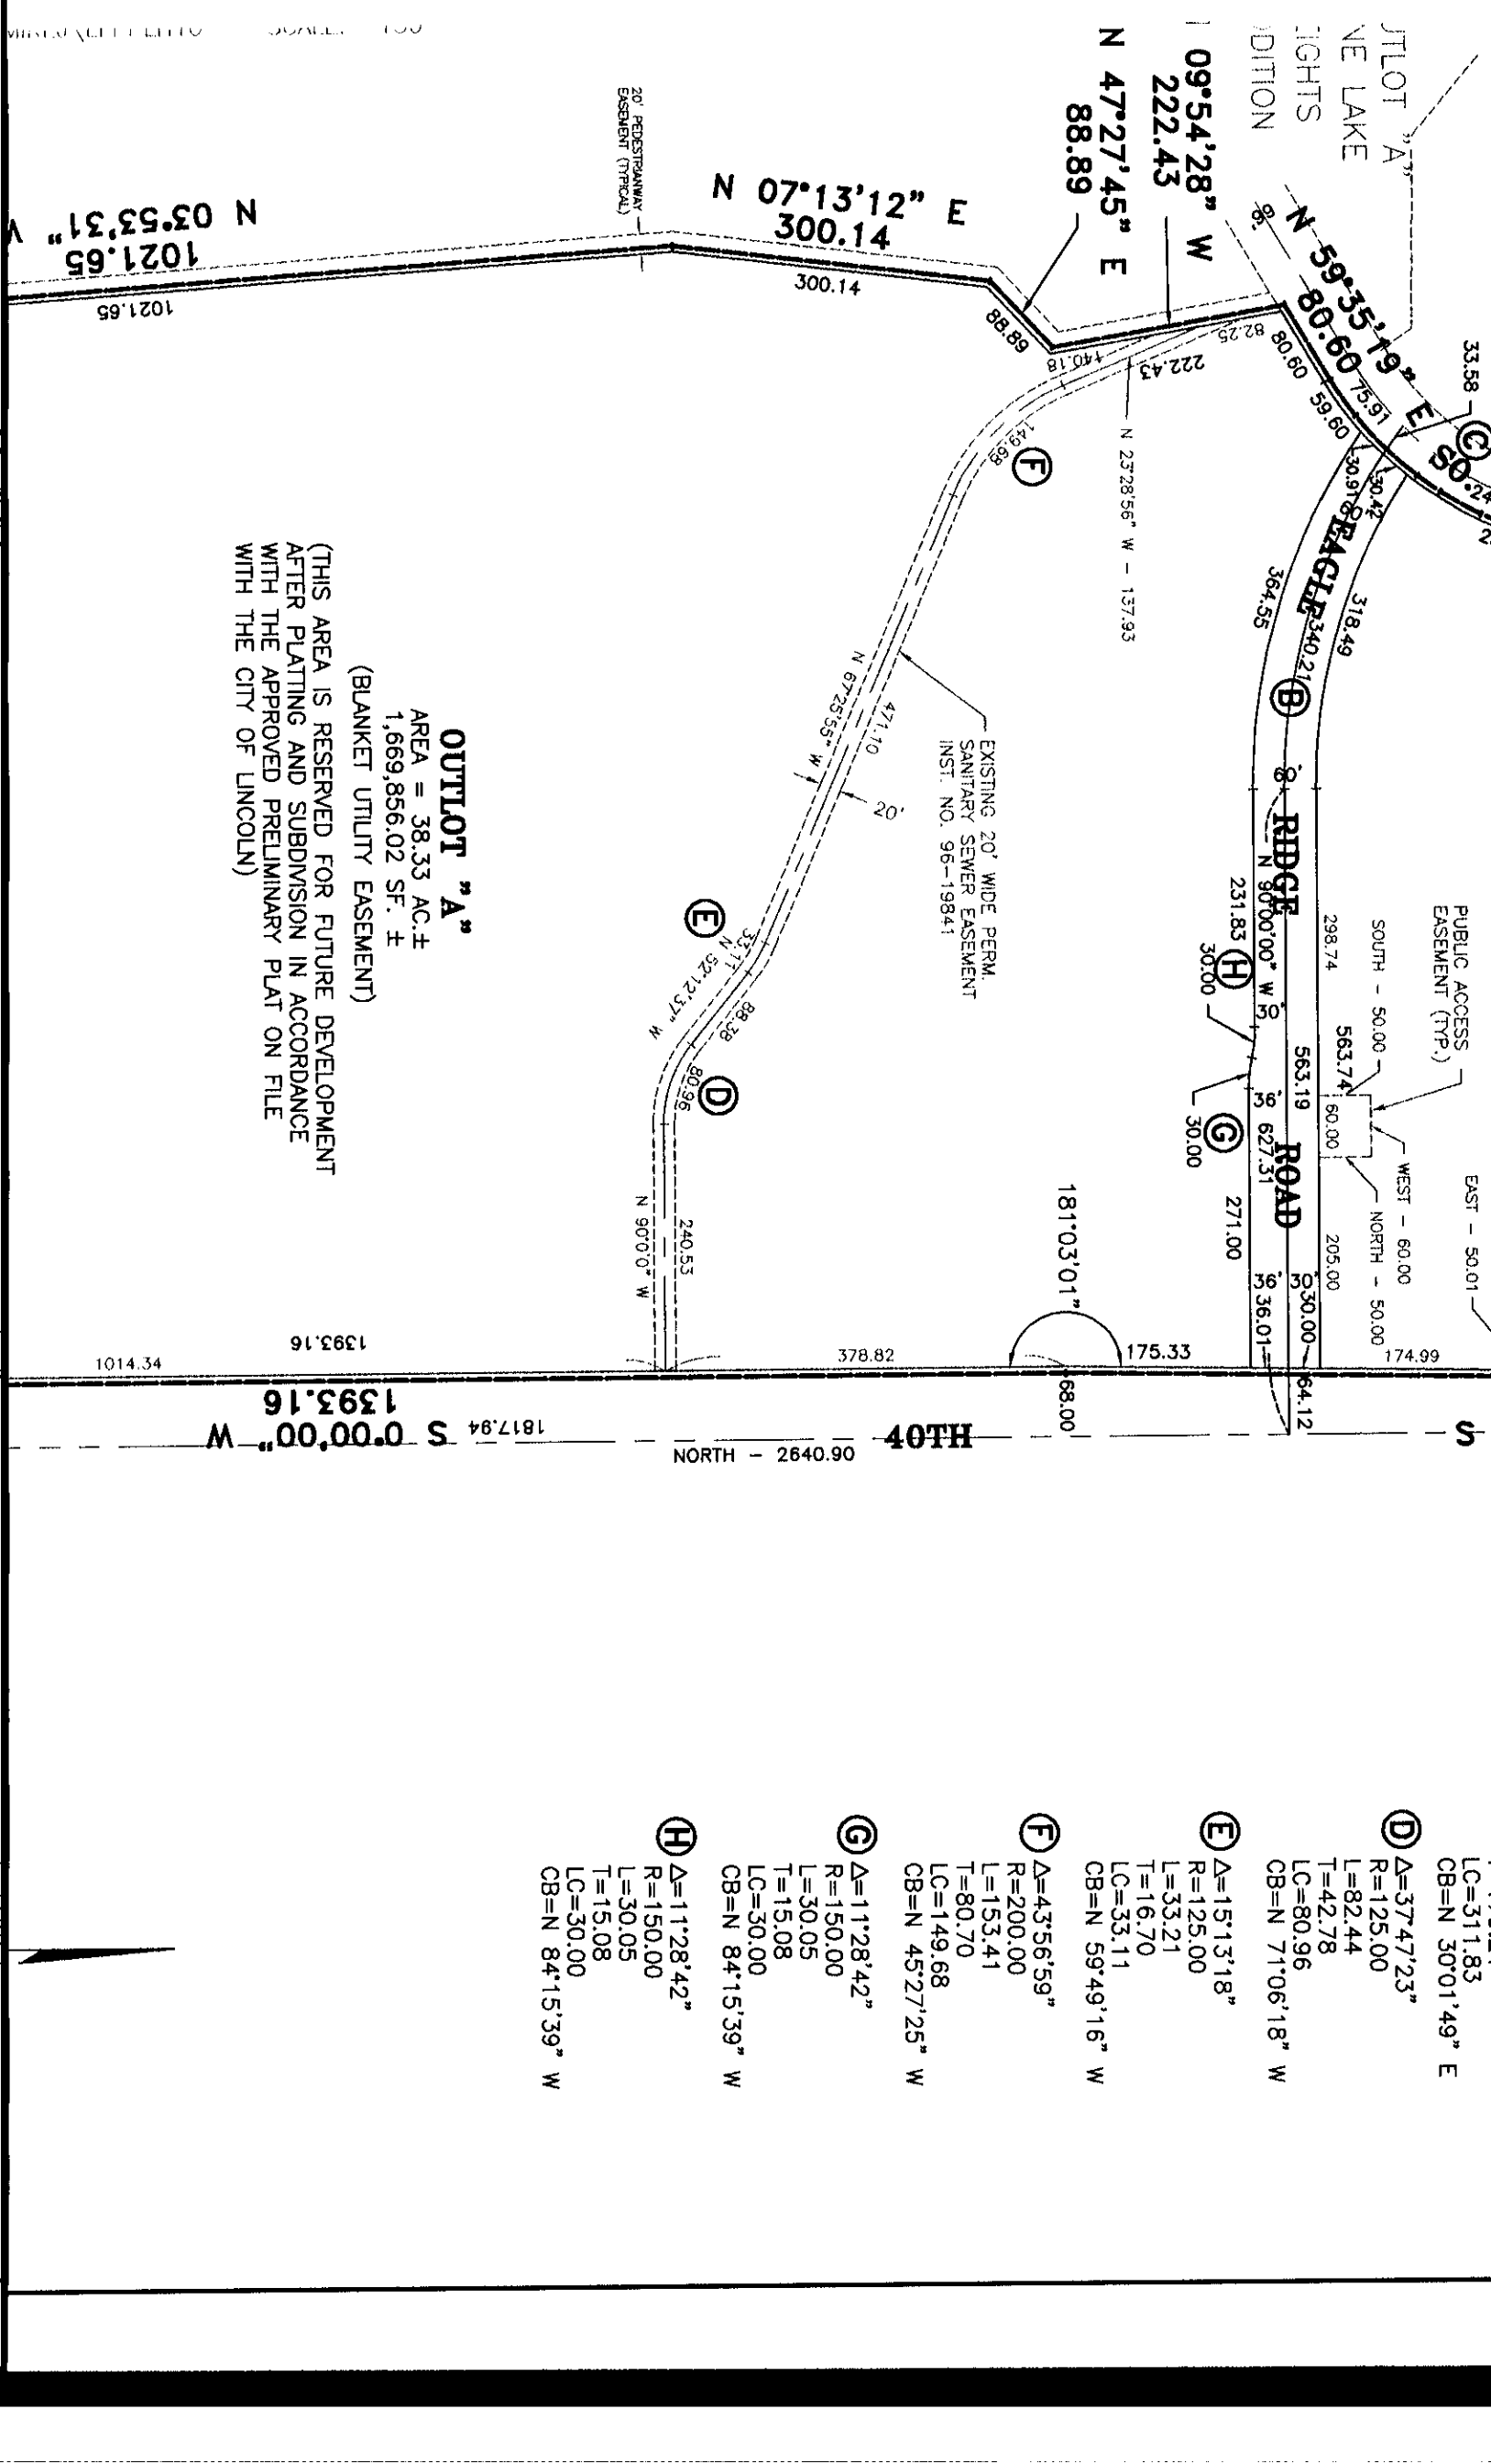 UTLOT "A"
NE LAKE
EIGHTS
DDITION
N 59°35'19" E
80.60
33.58
C
SO.
75.91
09°54'28" W
222.43
N 47°27'45" E
88.89
N 07°13'12" E
300.14
N 03°53'31"
1021.65
20' PEDESTRIANWAY
EASEMENT (TYPICAL)
1021.65
300.14
88.89
140.18
222.43
82.25
80.60
59.60
30.91
30.42
149.68
F
N 23°28'56" W - 137.93
364.55
318.49
340.21
B
EAGLE RIDGE ROAD
60'
N 90°00'00" W
231.83
H
30.00
30'
298.74
563.19
563.74
60.00
36'
627.31
G
30.00
271.00
205.00
36'
30'
36.01
30.00
64.12
PUBLIC ACCESS
EASEMENT (TYP.)
SOUTH - 50.00
WEST - 60.00
NORTH - 50.00
EAST - 50.01
EXISTING 20' WIDE PERM.
SANITARY SEWER EASEMENT
INST. NO. 96-19841
N 67°25'55" W
471.10
20'
E
33.11
N 52°12'37" W
88.38
80.96
D
240.53
N 90°0'0" W
OUTLOT "A"
AREA = 38.33 AC.±
1,669,856.02 SF. ±
(BLANKET UTILITY EASEMENT)
(THIS AREA IS RESERVED FOR FUTURE DEVELOPMENT
AFTER PLATTING AND SUBDIVISION IN ACCORDANCE
WITH THE APPROVED PRELIMINARY PLAT ON FILE
WITH THE CITY OF LINCOLN)
181°03'01"
175.33
174.99
68.00
378.82
1014.34
1393.16
1393.16
S 0°00'00" W
1817.94
NORTH - 2640.90
40TH
S
LC=311.83
CB=N 30°01'49" E
D Δ=37°47'23"
R=125.00
L=82.44
T=42.78
LC=80.96
CB=N 71°06'18" W
E Δ=15°13'18"
R=125.00
L=33.21
T=16.70
LC=33.11
CB=N 59°49'16" W
F Δ=43°56'59"
R=200.00
L=153.41
T=80.70
LC=149.68
CB=N 45°27'25" W
G Δ=11°28'42"
R=150.00
L=30.05
T=15.08
LC=30.00
CB=N 84°15'39" W
H Δ=11°28'42"
R=150.00
L=30.05
T=15.08
LC=30.00
CB=N 84°15'39" W